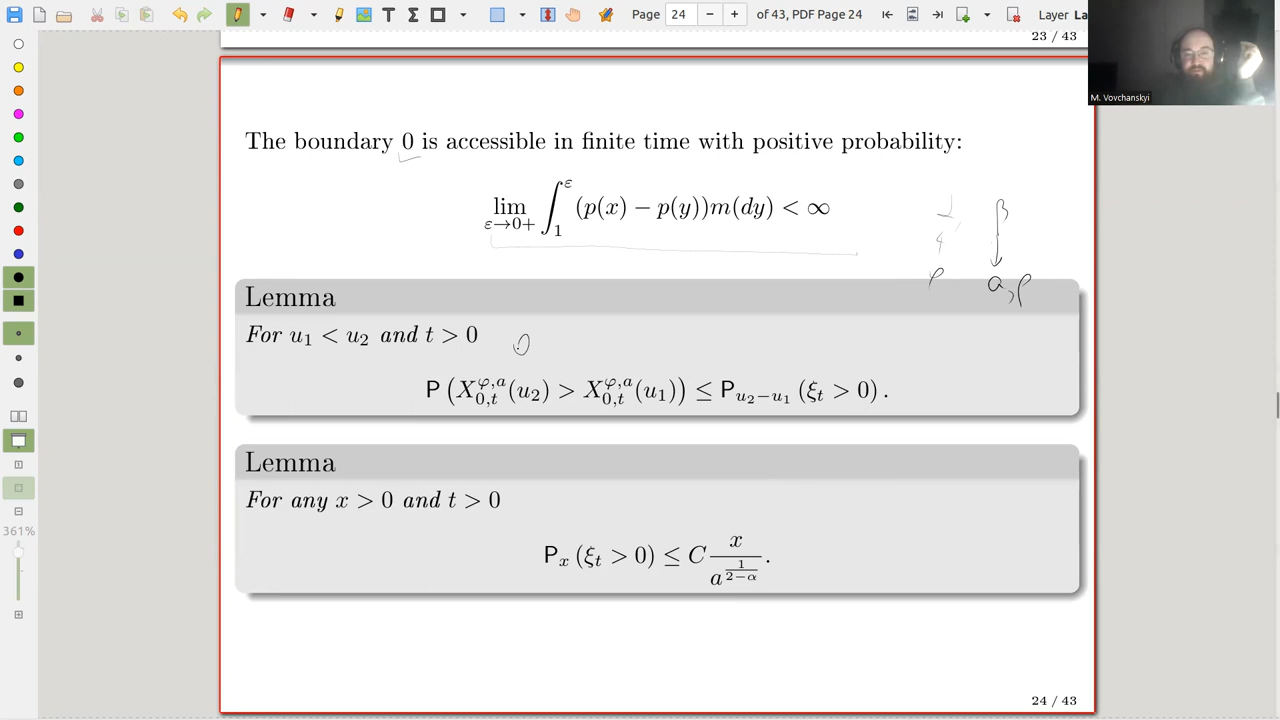 Page 24 − + of 43, PDF Page 24 Layer La
23 / 43
M. Vovchanskyi
The boundary 0 is accessible in finite time with positive probability:
lim_{ε→0+} ∫_1^ε (p(x) − p(y))m(dy) < ∞
a, ρ
Lemma
For u₁ < u₂ and t > 0
P (X_{0,t}^{φ,a}(u₂) > X_{0,t}^{φ,a}(u₁)) ≤ P_{u₂−u₁} (ξ_t > 0) .
Lemma
For any x > 0 and t > 0
P_x (ξ_t > 0) ≤ C x / a^{1/(2−α)} .
361%
24 / 43